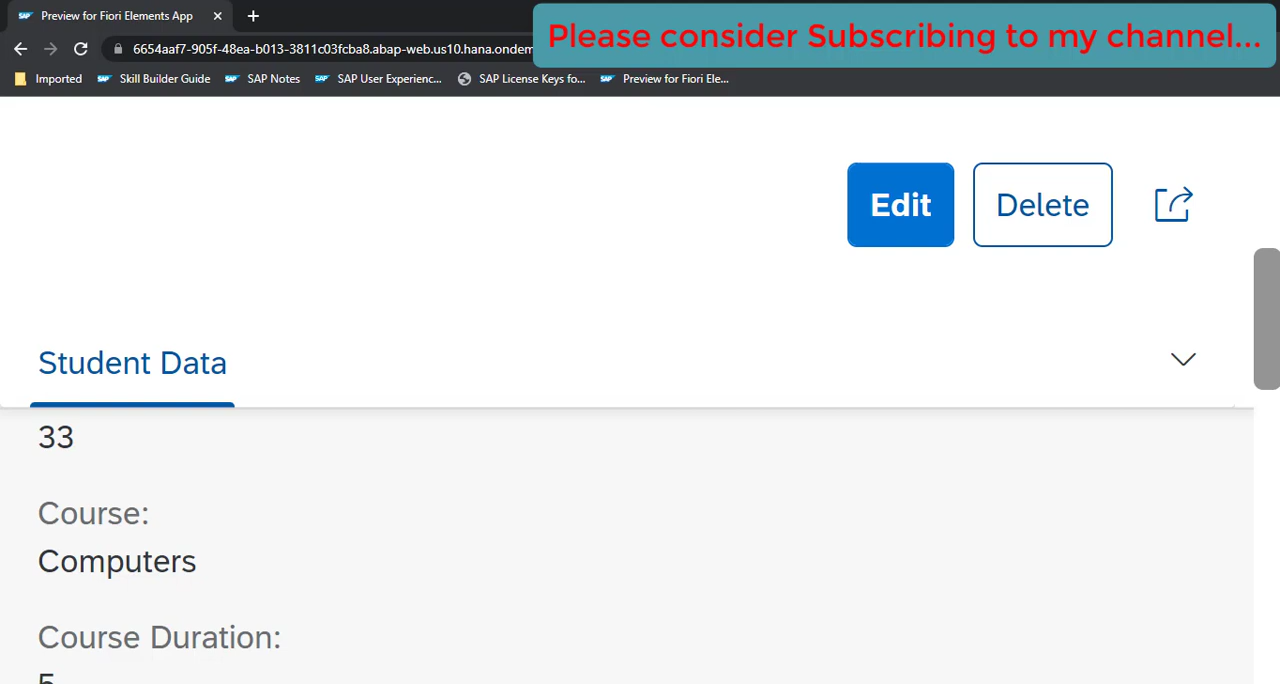 Preview for Fiori Elements App
Please consider Subscribing to my channel...
6654aaf7-905f-48ea-b013-3811c03fcba8.abap-web.us10.hana.ondem
Imported
Skill Builder Guide
SAP Notes
SAP User Experienc...
SAP License Keys fo...
Preview for Fiori Ele...
Edit
Delete
Student Data
33
Course:
Computers
Course Duration:
5